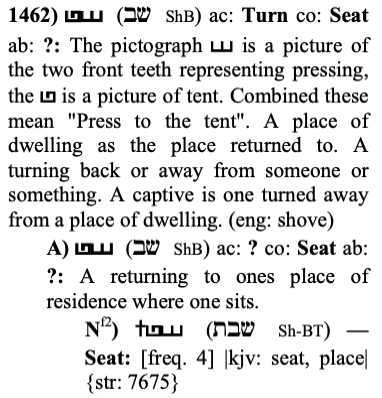 1462) (שב ShB) ac: Turn co: Seat
ab: ?: The pictograph is a picture of
the two front teeth representing pressing,
the is a picture of tent. Combined these
mean "Press to the tent". A place of
dwelling as the place returned to. A
turning back or away from someone or
something. A captive is one turned away
from a place of dwelling. (eng: shove)
A) (שב ShB) ac: ? co: Seat ab:
?: A returning to ones place of
residence where one sits.
Nf2) (שבת Sh-BT) —
Seat: [freq. 4] |kjv: seat, place|
{str: 7675}